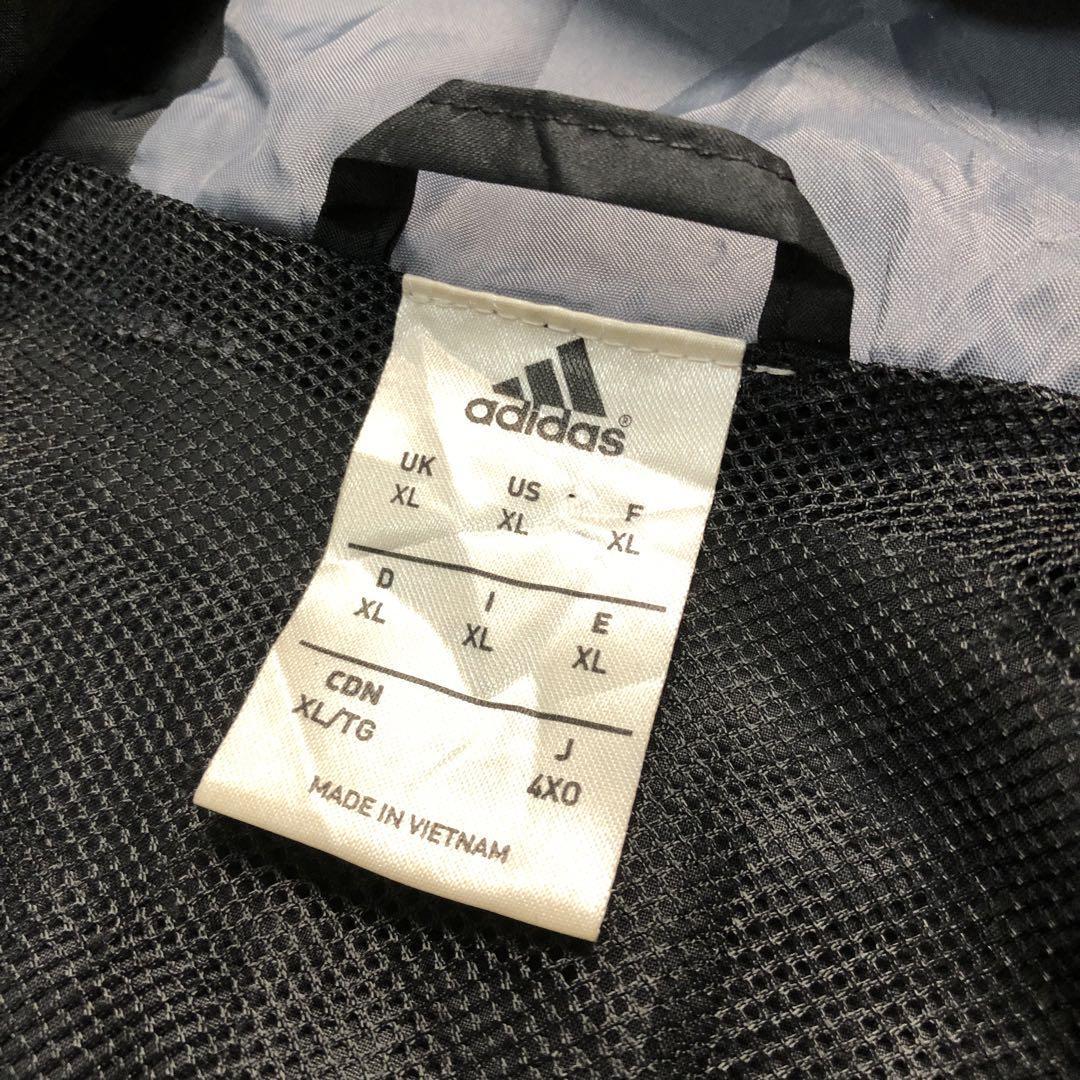 adidas®
UK US F
XL XL XL
D I E
XL XL XL
CDN J
XL/TG 4XO
MADE IN VIETNAM